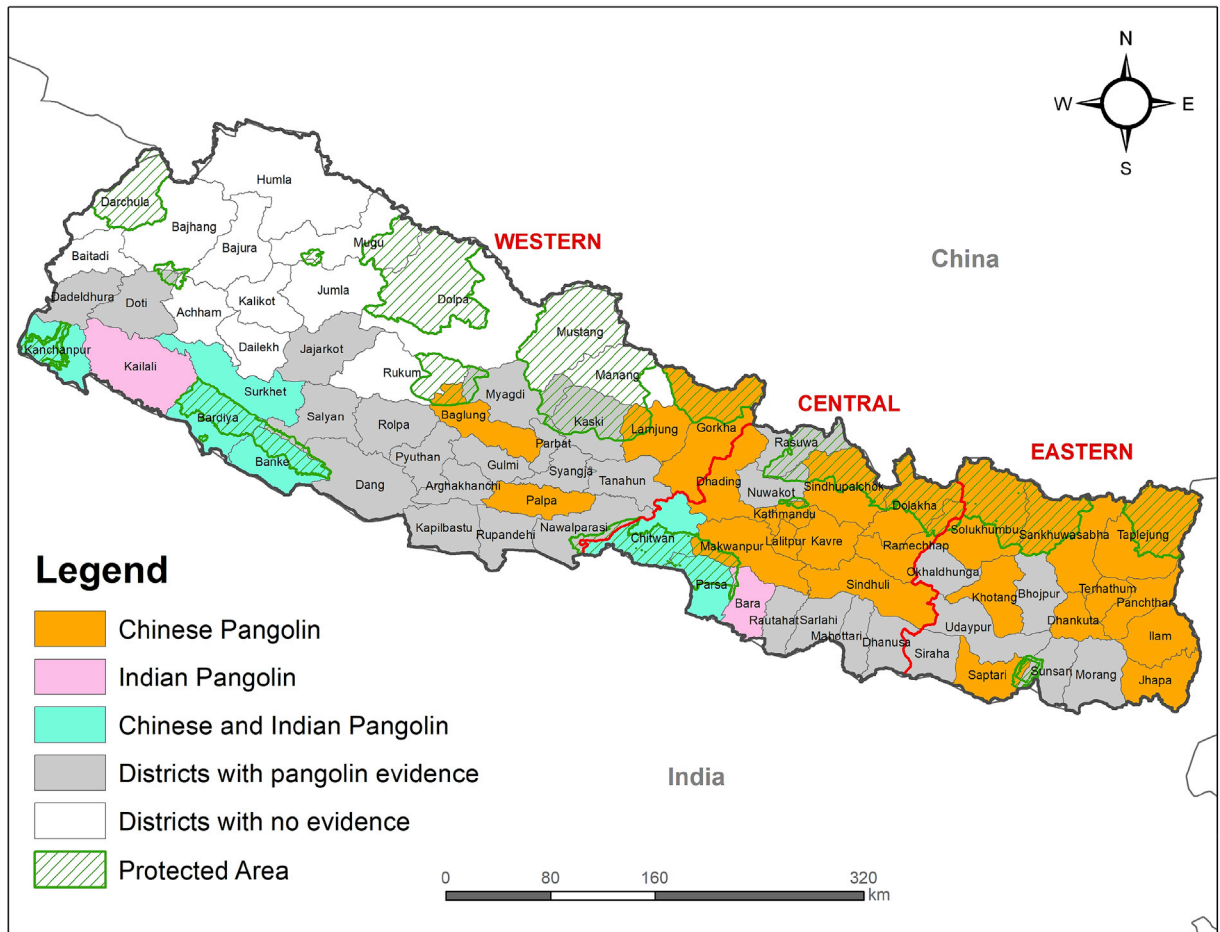 N
W E
S
Humla
Darchula
Bajhang
Mugu
WESTERN
Baitadi
Bajura
China
Jumla
Dadeldhura
Doti
Kalikot
Dolpa
Achham
Mustang
Kanchanpur
Dailekh
Jajarkot
Kailali
Rukum
Manang
Surkhet
Myagdi
CENTRAL
Bardiya
Salyan
Baglung
Kaski
Lamjung
Gorkha
Rolpa
Parbat
Rasuwa
EASTERN
Banke
Pyuthan
Gulmi
Syangja
Dang
Arghakhanchi
Tanahun
Dhading
Sindhupalchok
Palpa
Nuwakot
Dolakha
Kapilbastu
Rupandehi
Nawalparasi
Kathmandu
Solukhumbu
Sankhuwasabha
Taplejung
Chitwan
Makwanpur
Lalitpur
Kavre
Ramechhap
Okhaldhunga
Parsa
Sindhuli
Khotang
Bhojpur
Terhathum
Panchthar
Bara
Rautahat
Sarlahi
Mahottari
Dhanusa
Udaypur
Dhankuta
Ilam
Siraha
Saptari
Sunsari
Morang
Jhapa
India
Legend
Chinese Pangolin
Indian Pangolin
Chinese and Indian Pangolin
Districts with pangolin evidence
Districts with no evidence
Protected Area
0 80 160 320
km